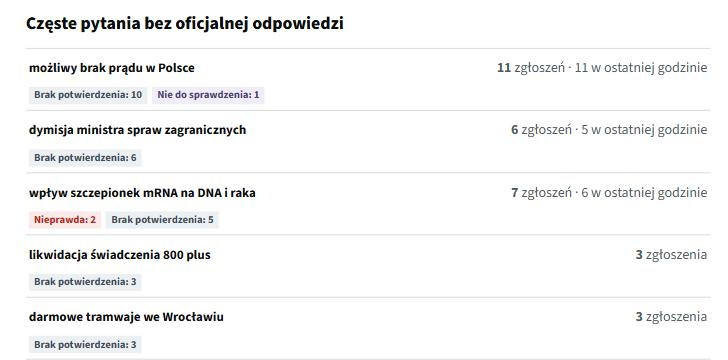 Częste pytania bez oficjalnej odpowiedzi
możliwy brak prądu w Polsce 11 zgłoszeń · 11 w ostatniej godzinie
Brak potwierdzenia: 10 Nie do sprawdzenia: 1
dymisja ministra spraw zagranicznych 6 zgłoszeń · 5 w ostatniej godzinie
Brak potwierdzenia: 6
wpływ szczepionek mRNA na DNA i raka 7 zgłoszeń · 6 w ostatniej godzinie
Nieprawda: 2 Brak potwierdzenia: 5
likwidacja świadczenia 800 plus 3 zgłoszenia
Brak potwierdzenia: 3
darmowe tramwaje we Wrocławiu 3 zgłoszenia
Brak potwierdzenia: 3